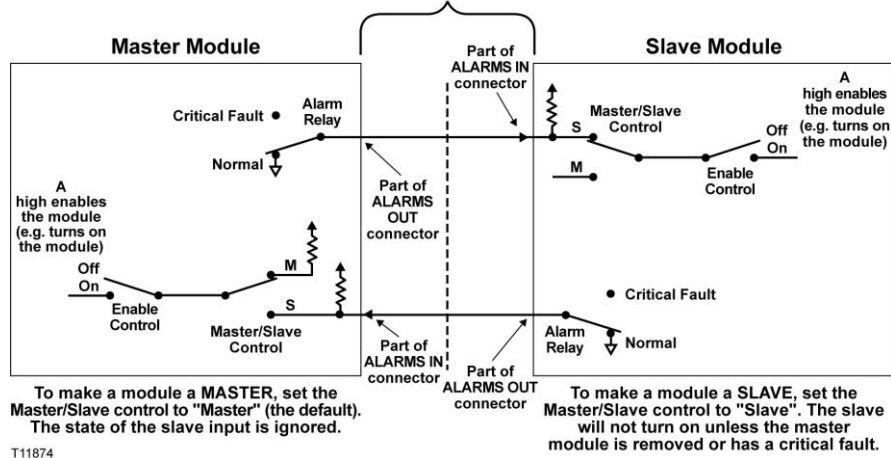 Master Module
Slave Module
Part of
ALARMS IN
connector
Critical Fault
Alarm
Relay
Normal
Part of
ALARMS
OUT
connector
A
high enables
the module
(e.g. turns on
the module)
Off
On
Enable
Control
M
S
Master/Slave
Control
Part of
ALARMS IN
connector
S
M
Master/Slave
Control
A
high enables
the module
(e.g. turns on
the module)
Off
On
Enable
Control
Critical Fault
Alarm
Relay
Normal
Part of
ALARMS OUT
connector
To make a module a MASTER, set the
Master/Slave control to "Master" (the default).
The state of the slave input is ignored.
To make a module a SLAVE, set the
Master/Slave control to "Slave". The slave
will not turn on unless the master
module is removed or has a critical fault.
T11874